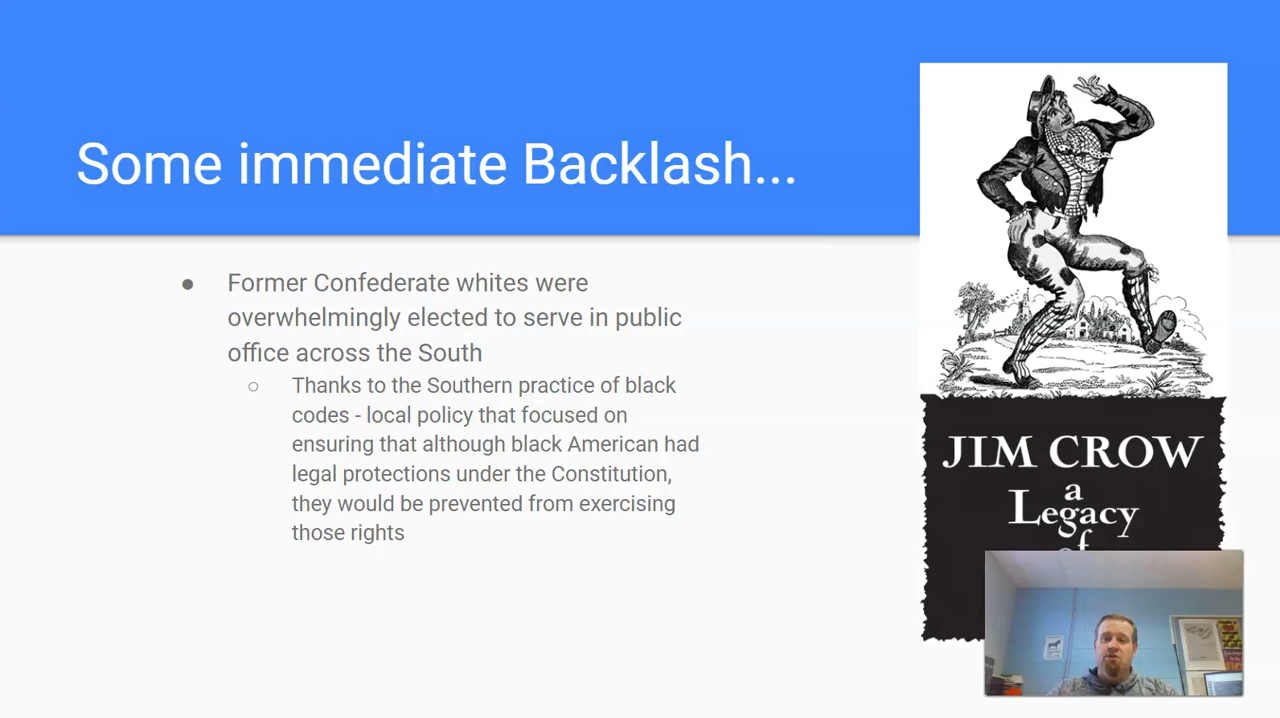 Some immediate Backlash...
● Former Confederate whites were
overwhelmingly elected to serve in public
office across the South
○ Thanks to the Southern practice of black
codes - local policy that focused on
ensuring that although black American had
legal protections under the Constitution,
they would be prevented from exercising
those rights
JIM CROW
a
Legacy
of